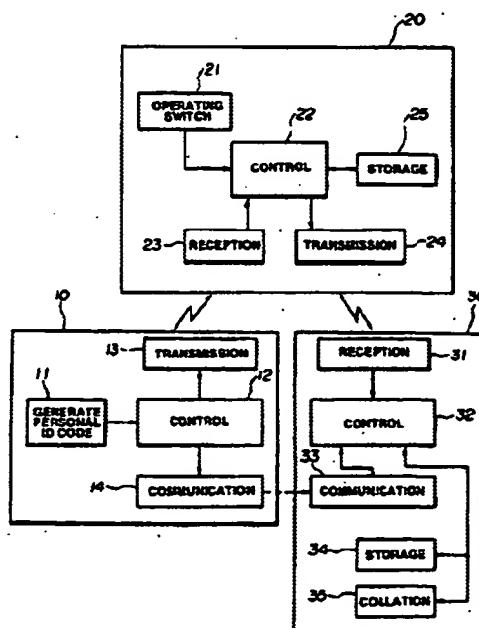 20
21
OPERATING
SWITCH
22
CONTROL
25
STORAGE
23
RECEPTION
TRANSMISSION
24
10
30
13
TRANSMISSION
11
GENERATE
PERSONAL
ID CODE
12
CONTROL
14
COMMUNICATION
RECEPTION
31
CONTROL
32
33
COMMUNICATION
34
STORAGE
35
COLLATION